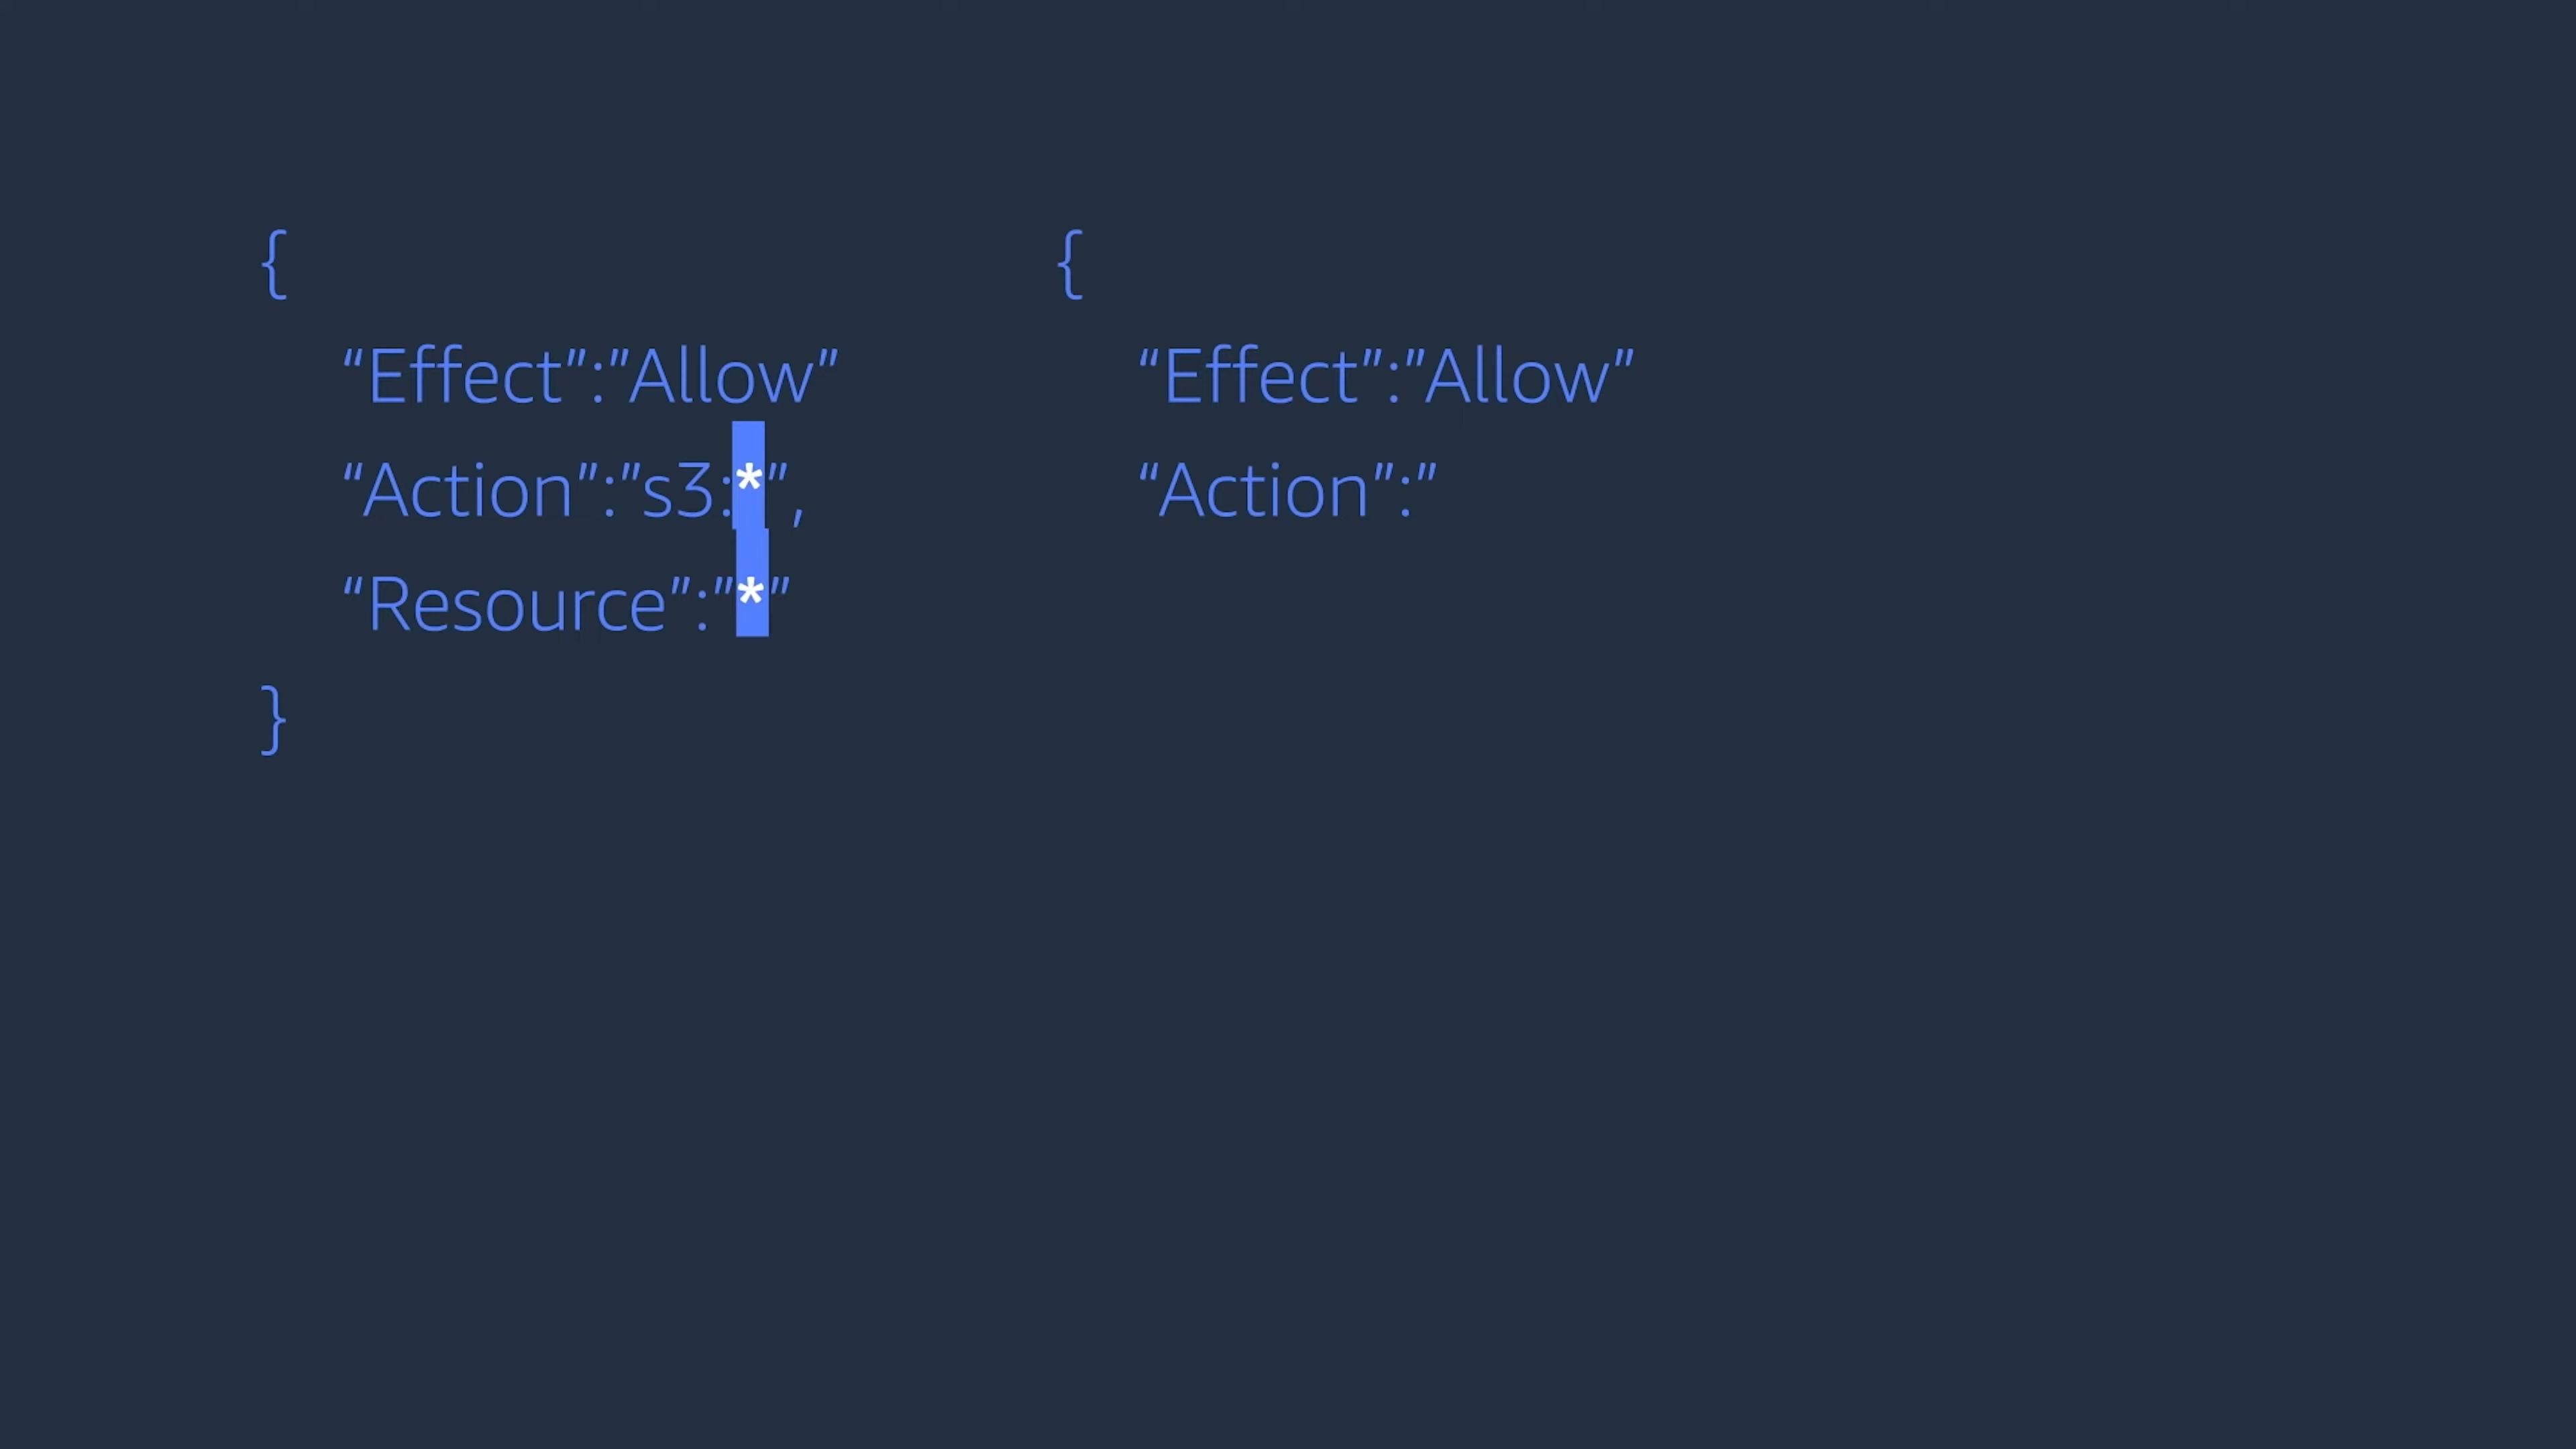 {
“Effect”:”Allow”
“Action”:”s3:*”,
“Resource”:”*”
}
{
“Effect”:”Allow”
“Action”:”